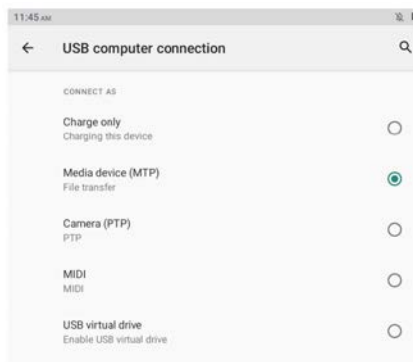 11:45 AM
USB computer connection
CONNECT AS
Charge only
Charging this device
Media device (MTP)
File transfer
Camera (PTP)
PTP
MIDI
MIDI
USB virtual drive
Enable USB virtual drive